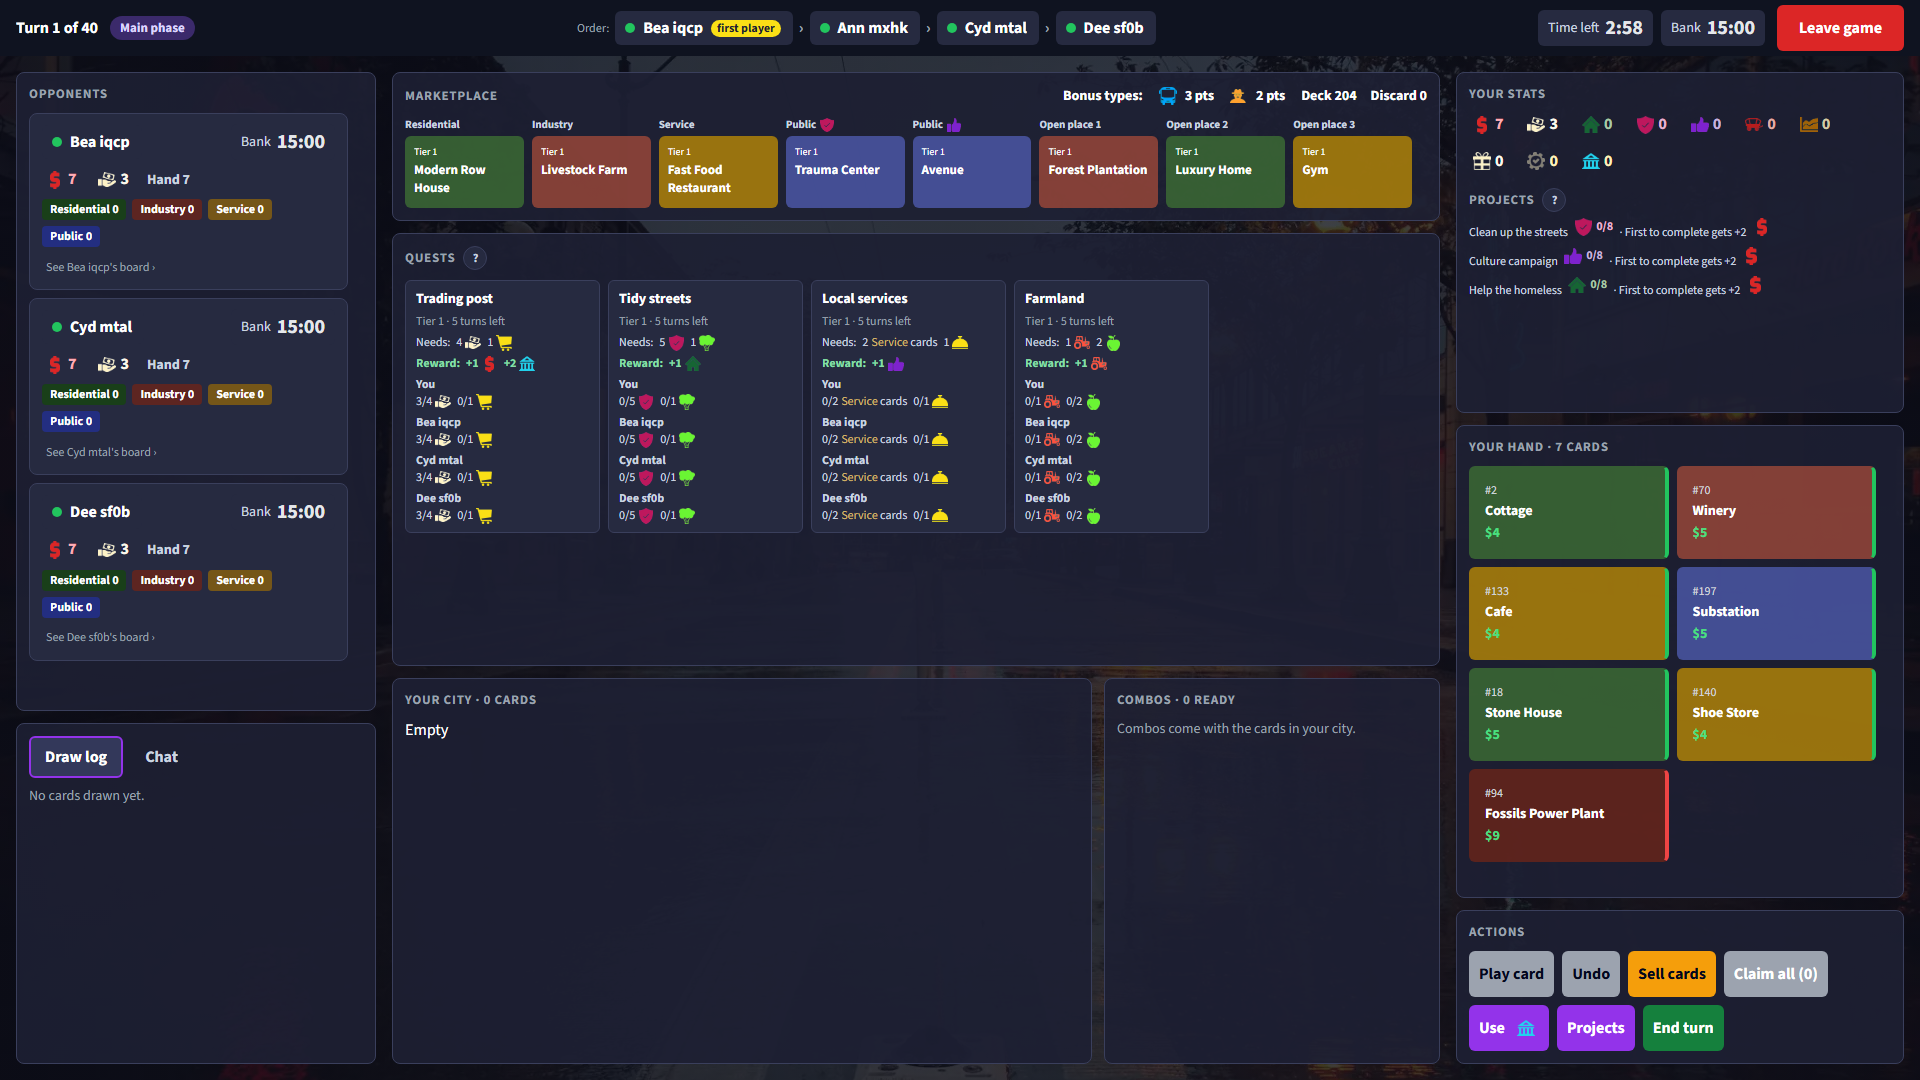 Turn 1 of 40 Main phase
Order: Bea iqcp first player › Ann mxhk › Cyd mtal › Dee sf0b
Time left 2:58 Bank 15:00 Leave game
OPPONENTS
Bea iqcp Bank 15:00
7 3 Hand 7
Residential 0 Industry 0 Service 0
Public 0
See Bea iqcp's board ›
Cyd mtal Bank 15:00
7 3 Hand 7
Residential 0 Industry 0 Service 0
Public 0
See Cyd mtal's board ›
Dee sf0b Bank 15:00
7 3 Hand 7
Residential 0 Industry 0 Service 0
Public 0
See Dee sf0b's board ›
Draw log Chat
No cards drawn yet.
MARKETPLACE
Bonus types: 3 pts 2 pts Deck 204 Discard 0
Residential Industry Service Public Public Open place 1 Open place 2 Open place 3
Tier 1 Tier 1 Tier 1 Tier 1 Tier 1 Tier 1 Tier 1 Tier 1
Modern Row House
Livestock Farm
Fast Food Restaurant
Trauma Center
Avenue
Forest Plantation
Luxury Home
Gym
QUESTS ?
Trading post
Tier 1 · 5 turns left
Needs: 4 1
Reward: +1 +2
You
3/4 0/1
Bea iqcp
3/4 0/1
Cyd mtal
3/4 0/1
Dee sf0b
3/4 0/1
Tidy streets
Tier 1 · 5 turns left
Needs: 5 1
Reward: +1
You
0/5 0/1
Bea iqcp
0/5 0/1
Cyd mtal
0/5 0/1
Dee sf0b
0/5 0/1
Local services
Tier 1 · 5 turns left
Needs: 2 Service cards 1
Reward: +1
You
0/2 Service cards 0/1
Bea iqcp
0/2 Service cards 0/1
Cyd mtal
0/2 Service cards 0/1
Dee sf0b
0/2 Service cards 0/1
Farmland
Tier 1 · 5 turns left
Needs: 1 2
Reward: +1
You
0/1 0/2
Bea iqcp
0/1 0/2
Cyd mtal
0/1 0/2
Dee sf0b
0/1 0/2
YOUR CITY · 0 CARDS
Empty
COMBOS · 0 READY
Combos come with the cards in your city.
YOUR STATS
7 3 0 0 0 0 0
0 0 0
PROJECTS ?
Clean up the streets 0/8 · First to complete gets +2
Culture campaign 0/8 · First to complete gets +2
Help the homeless 0/8 · First to complete gets +2
YOUR HAND · 7 CARDS
#2
Cottage
$4
#70
Winery
$5
#133
Cafe
$4
#197
Substation
$5
#18
Stone House
$5
#140
Shoe Store
$4
#94
Fossils Power Plant
$9
ACTIONS
Play card Undo Sell cards Claim all (0)
Use Projects End turn